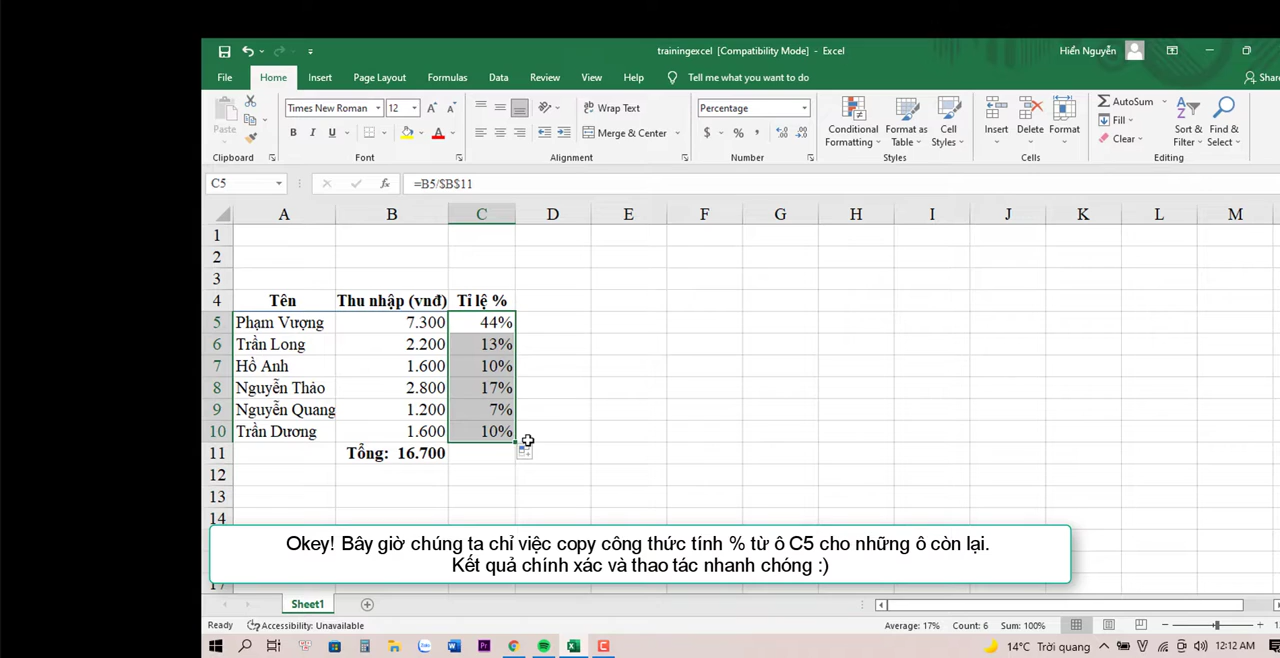 trainingexcel [Compatibility Mode] - Excel
Hiển Nguyễn
File Home Insert Page Layout Formulas Data Review View Help Tell me what you want to do Share
Times New Roman 12 Wrap Text Percentage AutoSum
Paste Conditional Format as Cell Insert Delete Format Fill Sort & Find &
B I U Merge & Center $ % Formatting Table Styles Clear Filter Select
Clipboard Font Alignment Number Styles Cells Editing
C5 fx =B5/$B$11
A B C D E F G H I J K L M
1
2
3
4 Tên Thu nhập (vnđ) Tỉ lệ %
5 Phạm Vượng 7.300 44%
6 Trần Long 2.200 13%
7 Hồ Anh 1.600 10%
8 Nguyễn Thảo 2.800 17%
9 Nguyễn Quang 1.200 7%
10 Trần Dương 1.600 10%
11 Tổng: 16.700
12
13
14
Okey! Bây giờ chúng ta chỉ việc copy công thức tính % từ ô C5 cho những ô còn lại.
Kết quả chính xác và thao tác nhanh chóng :)
17
Sheet1
Ready Accessibility: Unavailable Average: 17% Count: 6 Sum: 100%
14°C Trời quang 12:12 AM